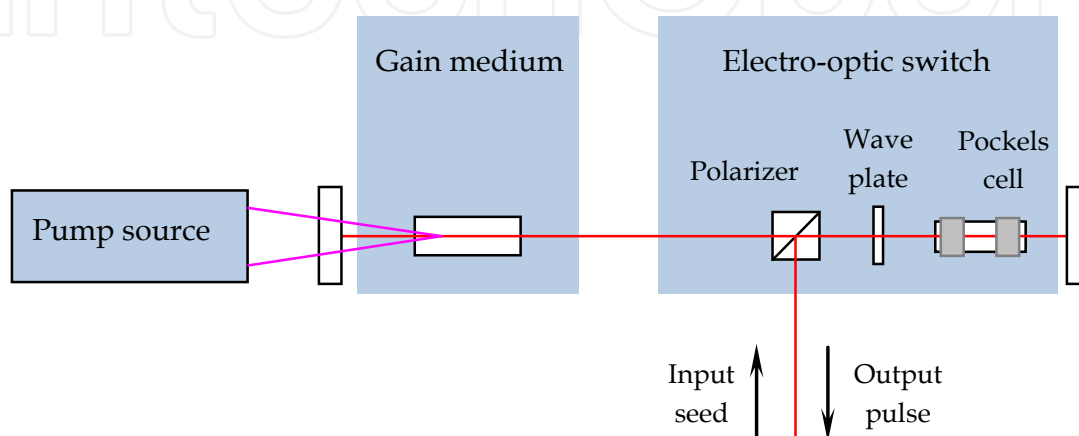 Gain medium
Electro-optic switch
Wave
plate
Pockels
cell
Polarizer
Pump source
Input
seed
Output
pulse